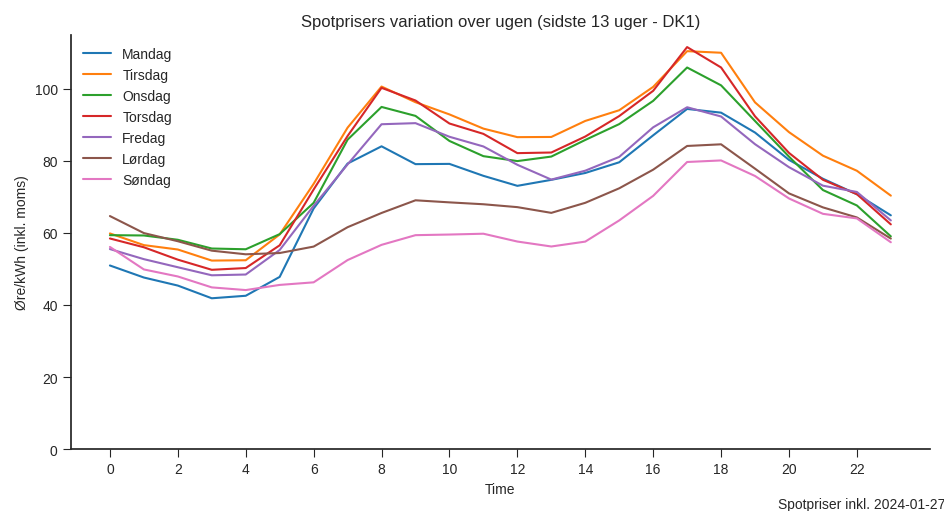 Spotprisers variation over ugen (sidste 13 uger - DK1)
Mandag
Tirsdag
Onsdag
Torsdag
Fredag
Lørdag
Søndag
Øre/kWh (inkl. moms)
100
80
60
40
20
0
0 2 4 6 8 10 12 14 16 18 20 22
Time
Spotpriser inkl. 2024-01-27